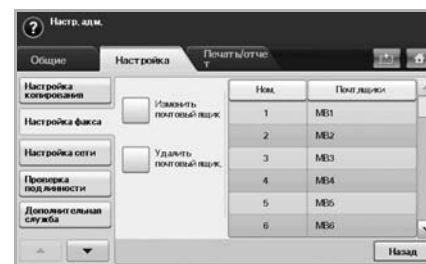 ? Настр. адм.
Общие
Настройка
Печать/отче
т
Настройка
копирования
Настройка факса
Настройка сети
Проверка
подлинности
Дополнительная
служба
Изменить
почтовый ящик
Удалить
почтовый ящик.
Ном. Почт.ящики
1 MB1
2 MB2
3 MB3
4 MB4
5 MB5
6 MB6
Назад